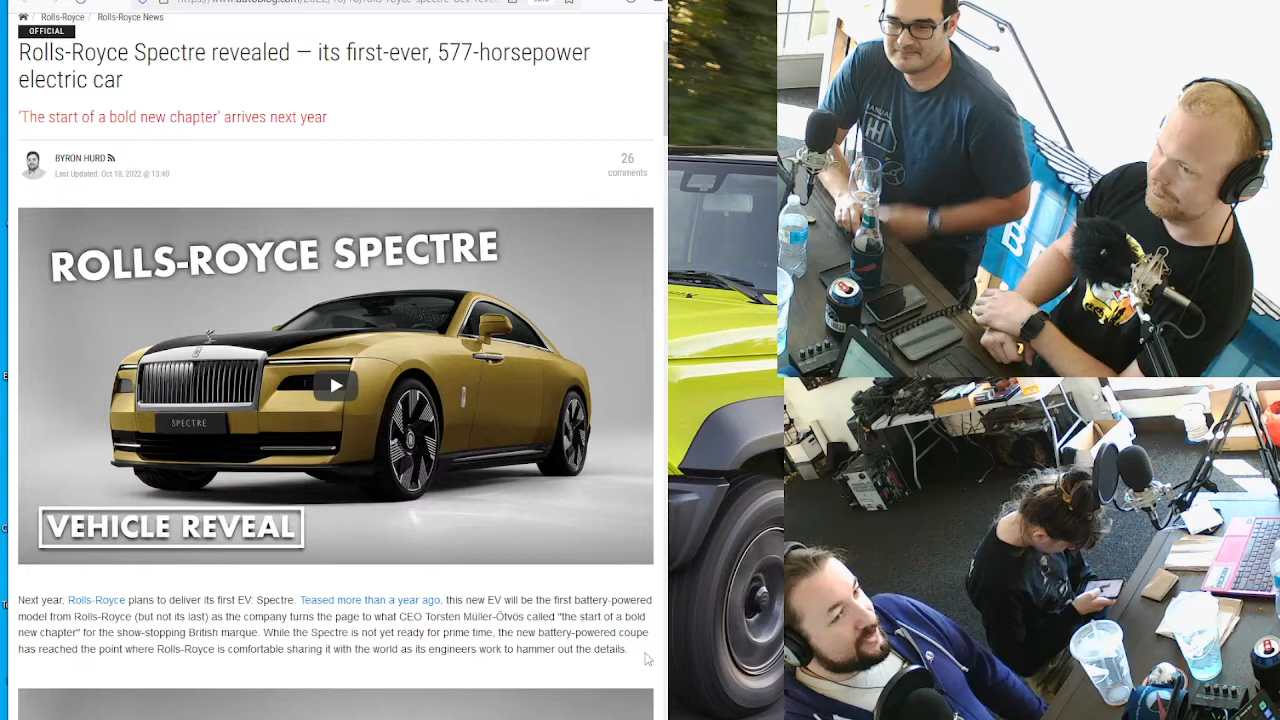 Rolls-Royce
Rolls-Royce News
OFFICIAL
Rolls-Royce Spectre revealed — its first-ever, 577-horsepower
electric car
'The start of a bold new chapter' arrives next year
BYRON HURD
Last Updated: Oct 18, 2022 @ 13:40
26
comments
ROLLS-ROYCE SPECTRE
SPECTRE
VEHICLE REVEAL
Next year, Rolls-Royce plans to deliver its first EV: Spectre. Teased more than a year ago, this new EV will be the first battery-powered
model from Rolls-Royce (but not its last) as the company turns the page to what CEO Torsten Müller-Ötvös called "the start of a bold
new chapter" for the show-stopping British marque. While the Spectre is not yet ready for prime time, the new battery-powered coupe
has reached the point where Rolls-Royce is comfortable sharing it with the world as its engineers work to hammer out the details.